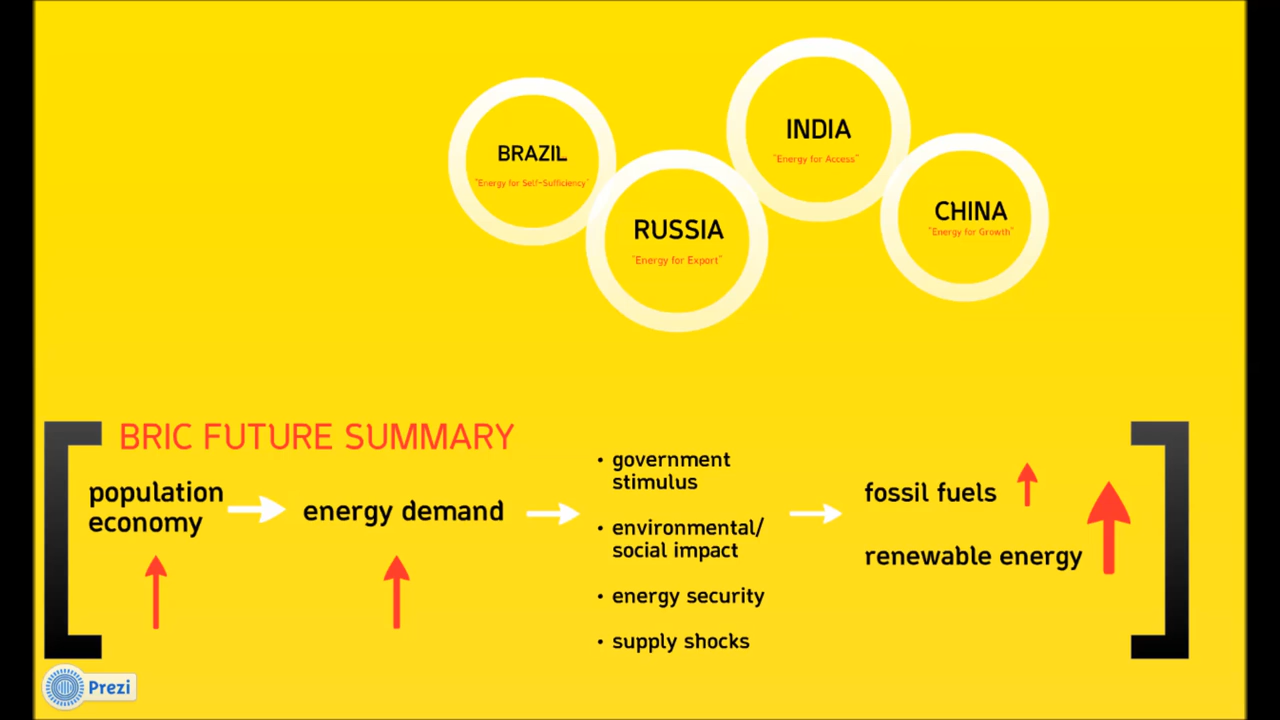 BRAZIL
"Energy for Self-Sufficiency"
RUSSIA
"Energy for Export"
INDIA
"Energy for Access"
CHINA
"Energy for Growth"
BRIC FUTURE SUMMARY
population
economy
energy demand
• government
stimulus
• environmental/
social impact
• energy security
• supply shocks
fossil fuels
renewable energy
Prezi